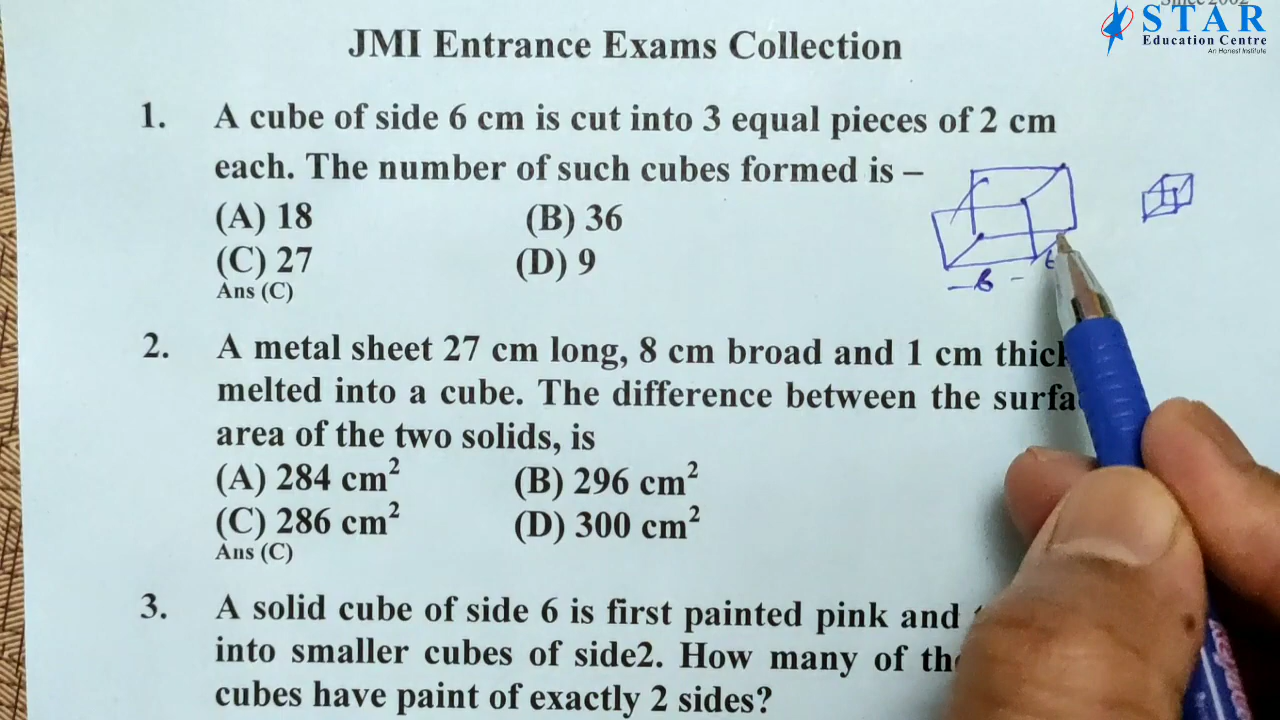 Since 2002
STAR
Education Centre
An Honest Institute
JMI Entrance Exams Collection
1. A cube of side 6 cm is cut into 3 equal pieces of 2 cm
each. The number of such cubes formed is –
(A) 18 (B) 36
(C) 27 (D) 9
Ans (C)
6
2. A metal sheet 27 cm long, 8 cm broad and 1 cm
melted into a cube. The difference between the
area of the two solids, is
(A) 284 cm² (B) 296 cm²
(C) 286 cm² (D) 300 cm²
Ans (C)
3. A solid cube of side 6 is first painted pink and
into smaller cubes of side2. How many of
cubes have paint of exactly 2 sides?